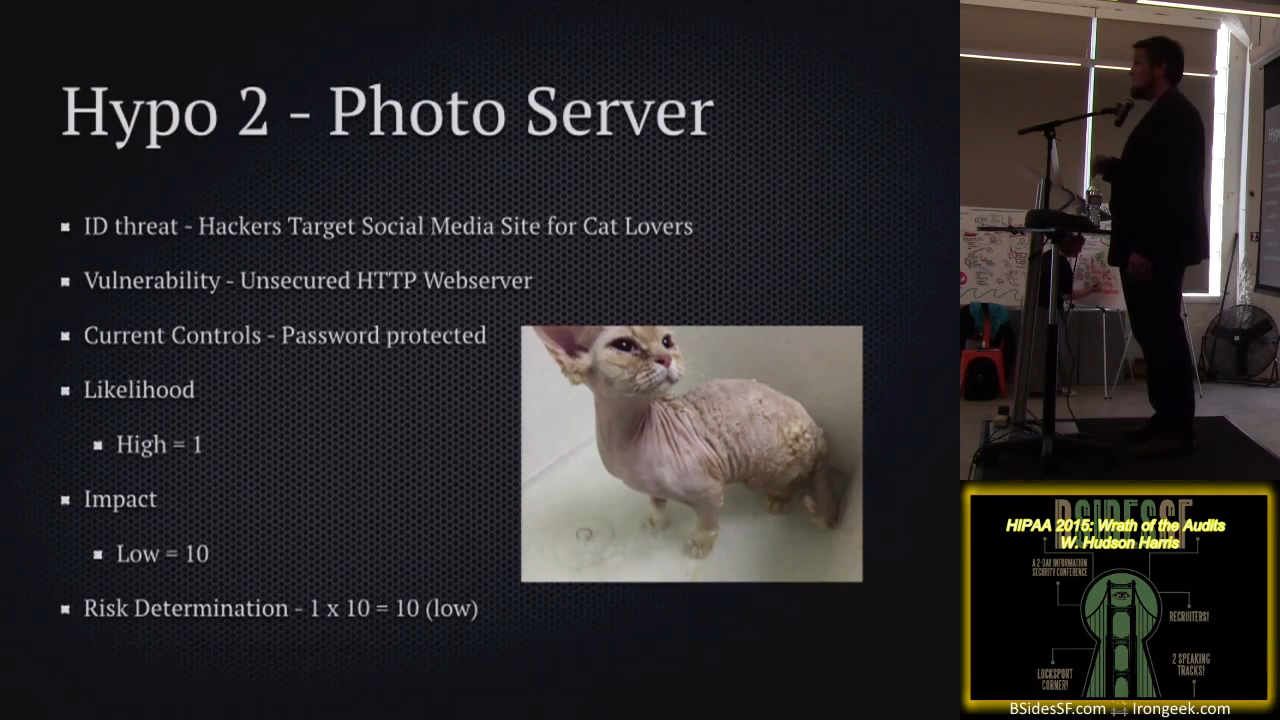 Hypo 2 - Photo Server
ID threat - Hackers Target Social Media Site for Cat Lovers
Vulnerability - Unsecured HTTP Webserver
Current Controls - Password protected
Likelihood
High = 1
Impact
Low = 10
Risk Determination - 1 x 10 = 10 (low)
BSIDESSF
HIPAA 2015: Wrath of the Audits
W. Hudson Harris
A 2-DAY INFORMATION
SECURITY CONFERENCE
RECRUITERS!
LOCKSPORT
CORNER!
2 SPEAKING
TRACKS!
BSidesSF.com
Irongeek.com